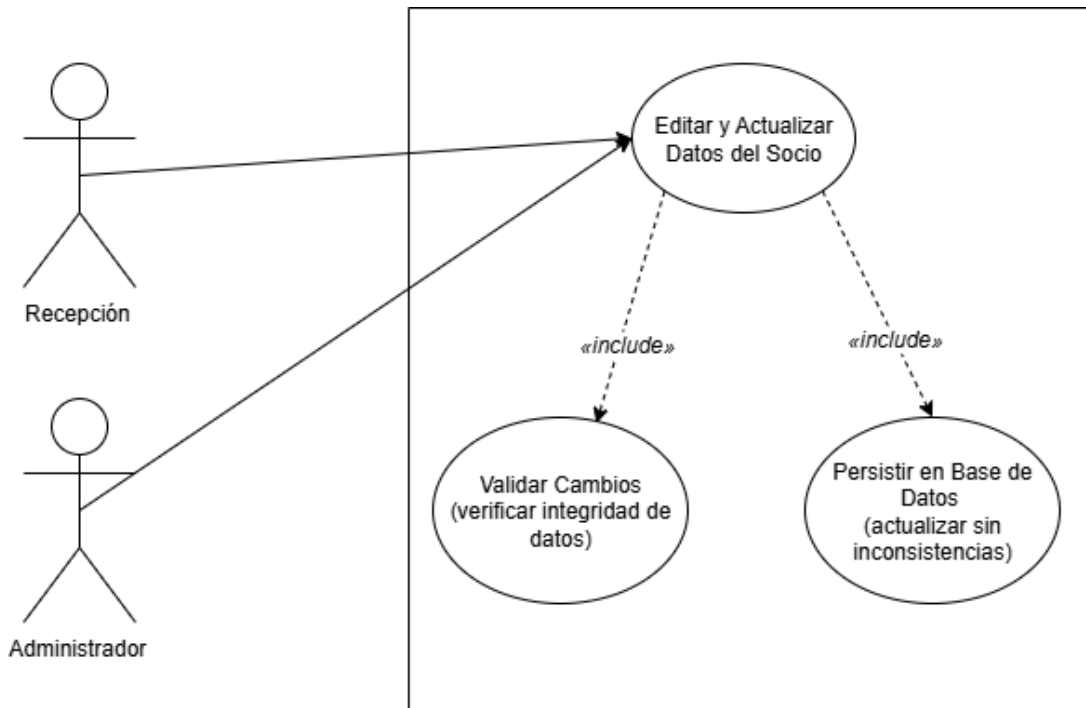 Editar y Actualizar
Datos del Socio
Recepción
«include»
«include»
Validar Cambios
(verificar integridad de
datos)
Persistir en Base de
Datos
(actualizar sin
inconsistencias)
Administrador